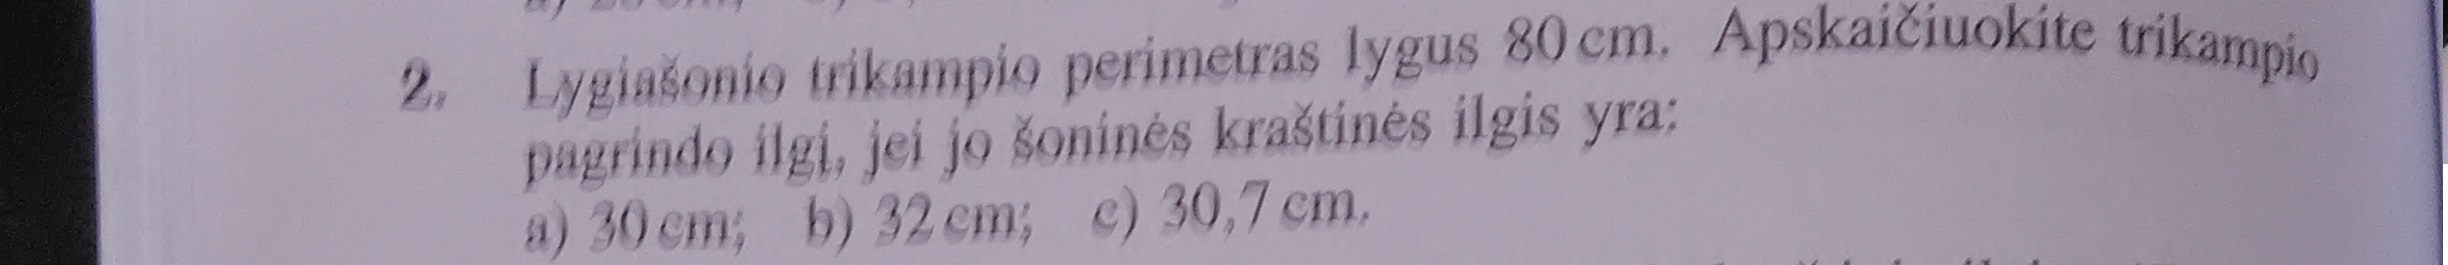 2. Lygiašonio trikampio perimetras lygus 80 cm. Apskaičiuokite trikampio
pagrindo ilgį, jei jo šoninės kraštinės ilgis yra:
a) 30 cm; b) 32 cm; c) 30,7 cm.